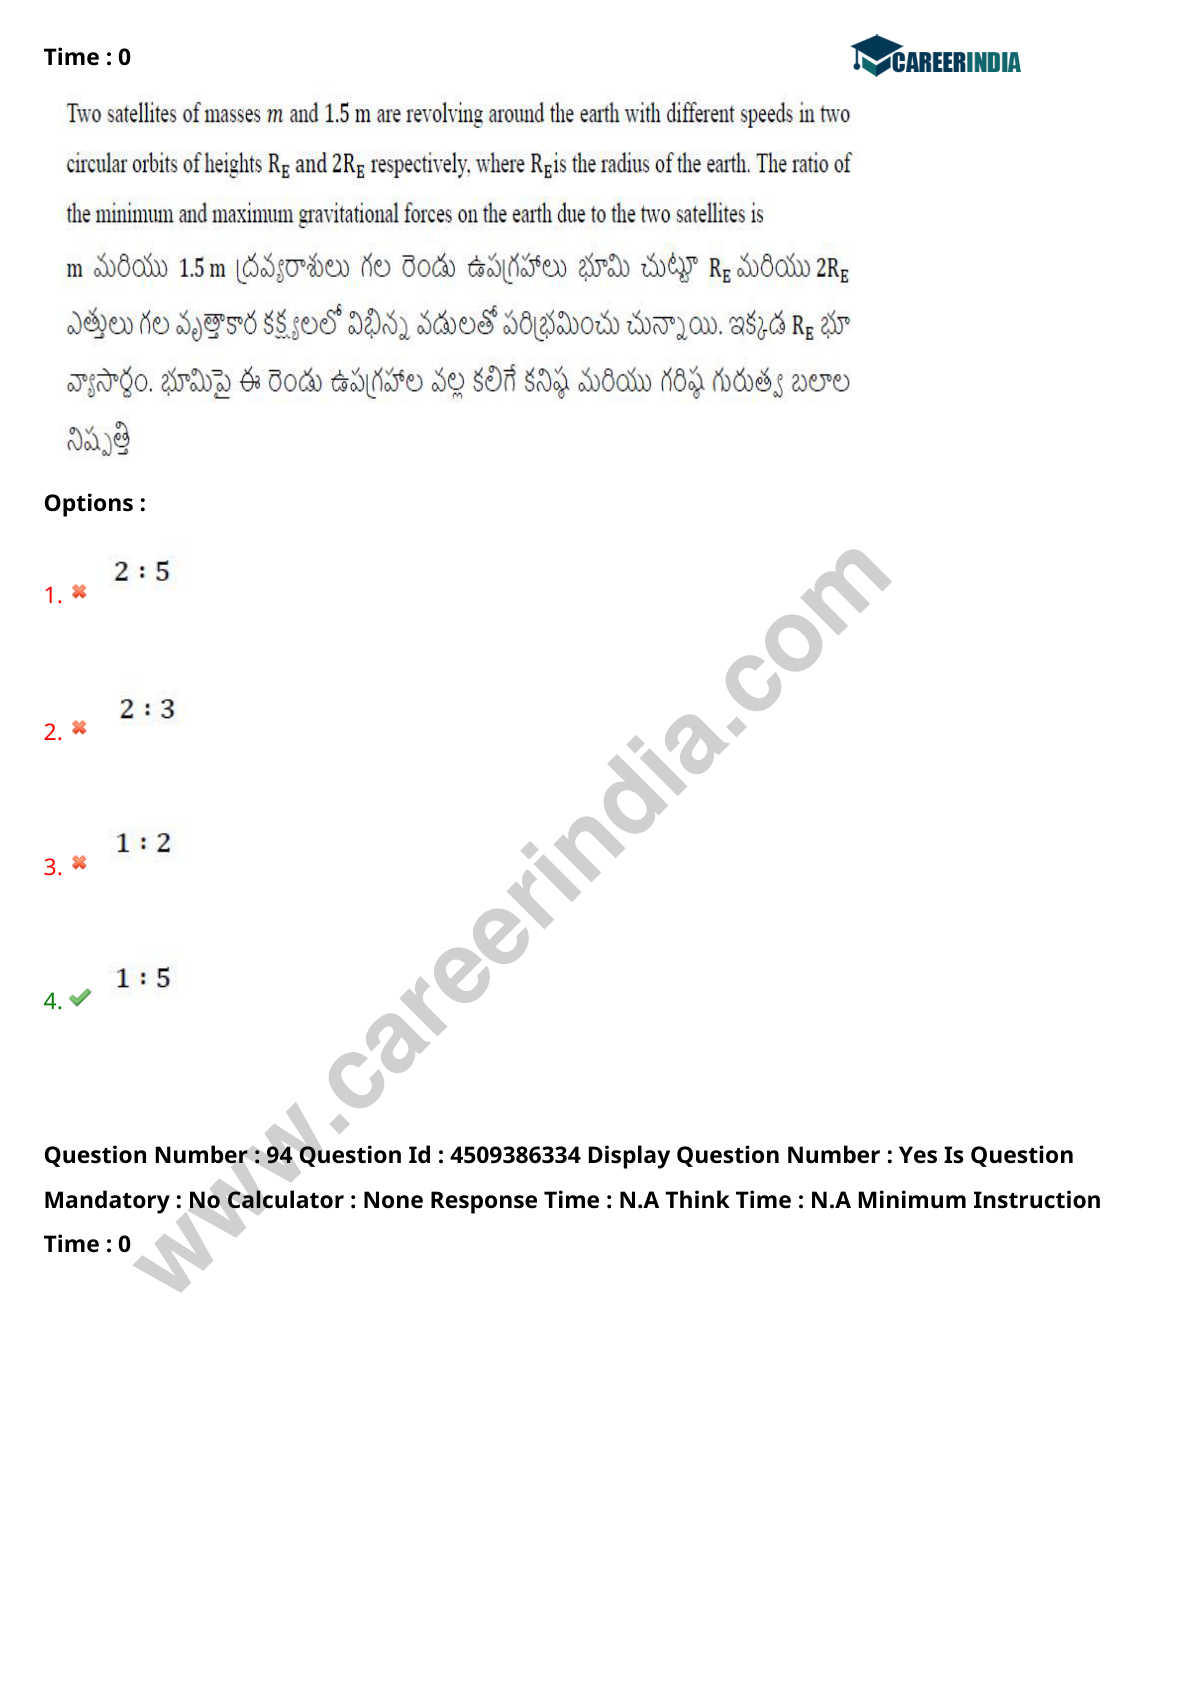 Time : 0
CAREERINDIA
Two satellites of masses m and 1.5 m are revolving around the earth with different speeds in two
circular orbits of heights R_E and 2R_E respectively, where R_E is the radius of the earth. The ratio of
the minimum and maximum gravitational forces on the earth due to the two satellites is
m మరియు 1.5 m ద్రవ్యరాశులు గల రెండు ఉపగ్రహాలు భూమి చుట్టూ R_E మరియు 2R_E
ఎత్తులు గల వృత్తాకార కక్ష్యలలో విభిన్న వడులతో పరిభ్రమించు చున్నాయి. ఇక్కడ R_E భూ
వ్యాసార్ధం. భూమిపై ఈ రెండు ఉపగ్రహాల వల్ల కలిగే కనిష్ఠ మరియు గరిష్ఠ గురుత్వ బలాల
నిష్పత్తి
Options :
1. 2 : 5
2. 2 : 3
3. 1 : 2
4. 1 : 5
www.careerindia.com
Question Number : 94 Question Id : 4509386334 Display Question Number : Yes Is Question
Mandatory : No Calculator : None Response Time : N.A Think Time : N.A Minimum Instruction
Time : 0